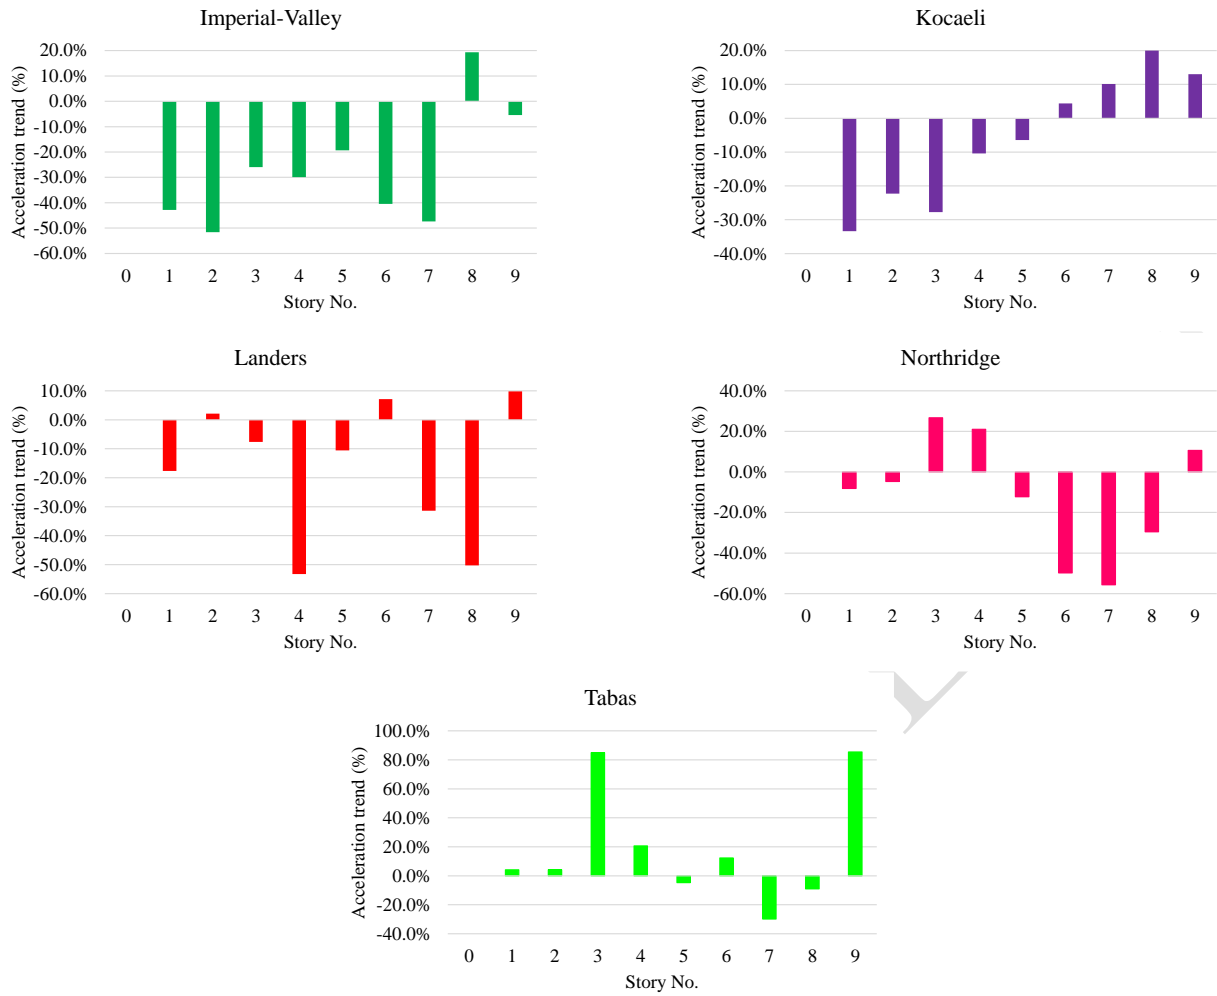 Imperial-Valley
Acceleration trend (%)
20.0%
10.0%
0.0%
-10.0%
-20.0%
-30.0%
-40.0%
-50.0%
-60.0%
0 1 2 3 4 5 6 7 8 9
Story No.
Kocaeli
Acceleration trend (%)
20.0%
10.0%
0.0%
-10.0%
-20.0%
-30.0%
-40.0%
0 1 2 3 4 5 6 7 8 9
Story No.
Landers
Acceleration trend (%)
10.0%
0.0%
-10.0%
-20.0%
-30.0%
-40.0%
-50.0%
-60.0%
0 1 2 3 4 5 6 7 8 9
Story No.
Northridge
Acceleration trend (%)
40.0%
20.0%
0.0%
-20.0%
-40.0%
-60.0%
0 1 2 3 4 5 6 7 8 9
Story No.
Tabas
Acceleration trend (%)
100.0%
80.0%
60.0%
40.0%
20.0%
0.0%
-20.0%
-40.0%
0 1 2 3 4 5 6 7 8 9
Story No.